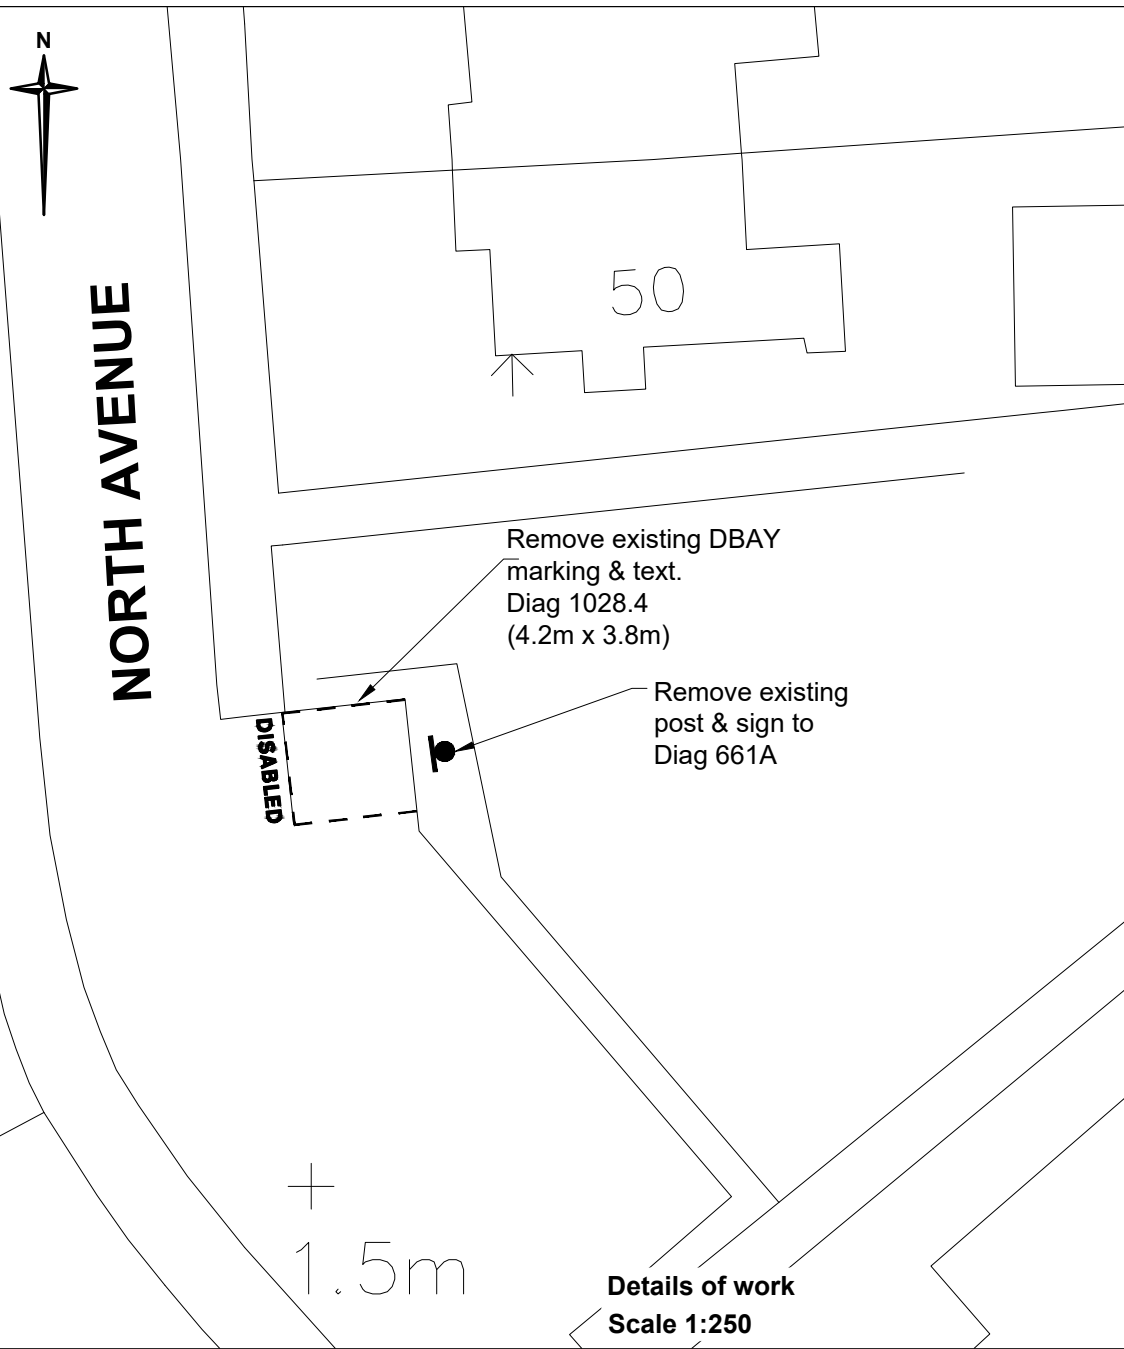 N
NORTH AVENUE
50
Remove existing DBAY
marking & text.
Diag 1028.4
(4.2m x 3.8m)
Remove existing
post & sign to
Diag 661A
DISABLED
1.5m
Details of work
Scale 1:250